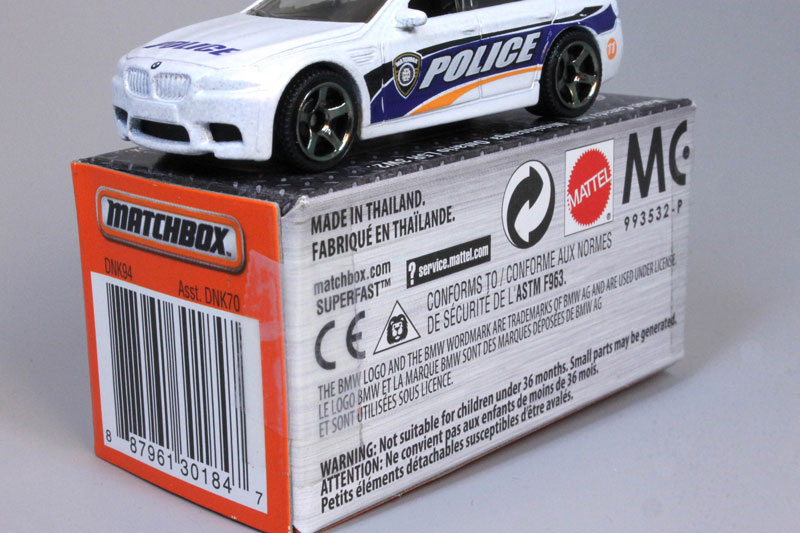 POLICE
MATCHBOX
POLICE
17
MATCHBOX
DNK94
Asst. DNK70
8 87961 30184 7
MADE IN THAILAND.
FABRIQUÉ EN THAÏLANDE.
matchbox.com
SUPERFAST™
? service.mattel.com
MATTEL
®
MC
993532-P
CE
CONFORMS TO / CONFORME AUX NORMES
DE SÉCURITÉ DE L'ASTM F963.
THE BMW LOGO AND THE BMW WORDMARK ARE TRADEMARKS OF BMW AG AND ARE USED UNDER LICENSE.
LE LOGO BMW ET LA MARQUE BMW SONT DES MARQUES DÉPOSÉES DE BMW AG
ET SONT UTILISÉES SOUS LICENCE.
WARNING: Not suitable for children under 36 months. Small parts may be generated.
ATTENTION: Ne convient pas aux enfants de moins de 36 mois.
Petits éléments détachables susceptibles d'être avalés.